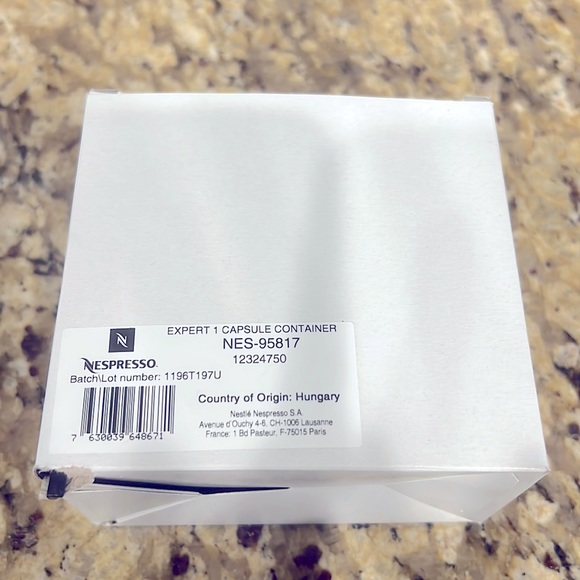 EXPERT 1 CAPSULE CONTAINER
NES-95817
12324750
NESPRESSO.
Batch\Lot number: 1196T197U
Country of Origin: Hungary
Nestlé Nespresso S.A.
Avenue d'Ouchy 4-6, CH-1006 Lausanne
France: 1 Bd Pasteur, F-75015 Paris
7 630039 648671